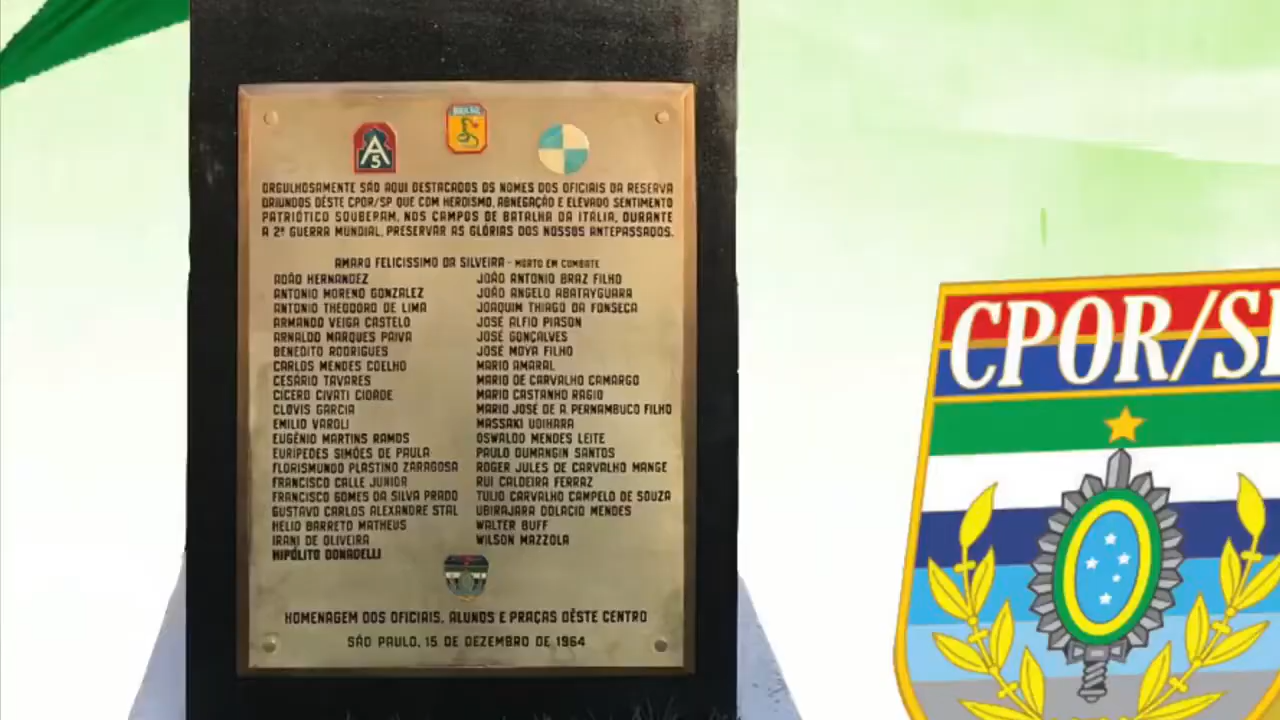 BRASIL
A
5
ORGULHOSAMENTE SÃO AQUI DESTACADOS OS NOMES DOS OFICIAIS DA RESERVA
ORIUNDOS DÊSTE CPOR/SP QUE COM HEROISMO, ABNEGAÇÃO E ELEVADO SENTIMENTO
PATRIÓTICO SOUBERAM, NOS CAMPOS DE BATALHA DA ITÁLIA, DURANTE
A 2ª GUERRA MUNDIAL, PRESERVAR AS GLÓRIAS DOS NOSSOS ANTEPASSADOS.
AMARO FELICISSIMO DA SILVEIRA - MORTO EM COMBATE
ADÃO HERNANDEZ
ANTONIO MORENO GONZALEZ
ANTONIO THEODORO DE LIMA
ARMANDO VEIGA CASTELO
ARNALDO MARQUES PAIVA
BENEDITO RODRIGUES
CARLOS MENDES COELHO
CESÁRIO TAVARES
CÍCERO CIVATI CIDADE
CLOVIS GARCIA
EMILIO VAROLI
EUGÊNIO MARTINS RAMOS
EURÍPEDES SIMÕES DE PAULA
FLORISMUNDO PLASTINO ZARAGOSA
FRANCISCO CALLE JUNIOR
FRANCISCO GOMES DA SILVA PRADO
GUSTAVO CARLOS ALEXANDRE STAL
HELIO BARRETO MATHEUS
IRANI DE OLIVEIRA
HIPÓLITO DONADELLI
JOÃO ANTONIO BRAZ FILHO
JOÃO ANGELO ABATAYGUARA
JOAQUIM THIAGO DA FONSECA
JOSÉ ALFIO PIASON
JOSÉ GONÇALVES
JOSÉ MOYA FILHO
MARIO AMARAL
MARIO DE CARVALHO CAMARGO
MARIO CASTANHO RAGIO
MARIO JOSÉ DE A. PERNAMBUCO FILHO
MASSAKI UDIHARA
OSWALDO MENDES LEITE
PAULO DUMANGIN SANTOS
ROGER JULES DE CARVALHO MANGE
RUI CALDEIRA FERRAZ
TULIO CARVALHO CAMPELO DE SOUZA
UBIRAJARA DOLACIO MENDES
WALTER BUFF
WILSON MAZZOLA
HOMENAGEM DOS OFICIAIS, ALUNOS E PRAÇAS DÊSTE CENTRO
SÃO PAULO, 15 DE DEZEMBRO DE 1964
CPOR/SP